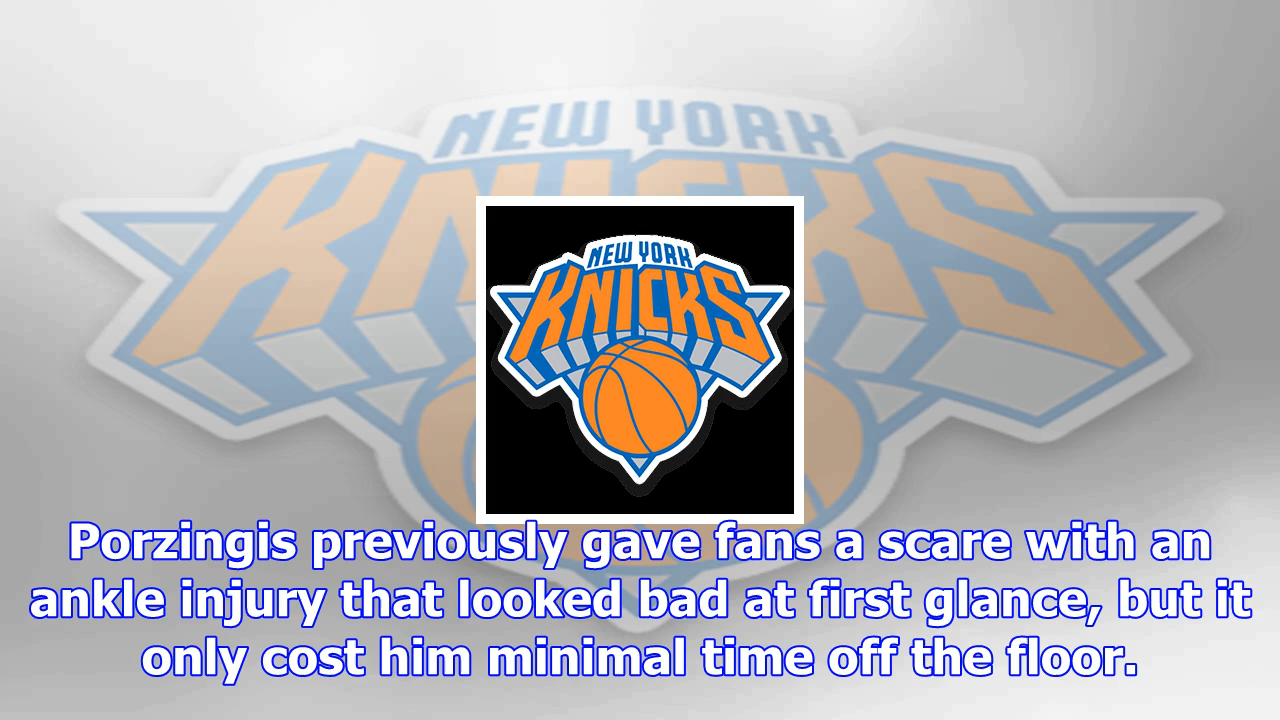 NEW YORK
KNICKS
NEW YORK
KNICKS
Porzingis previously gave fans a scare with an
ankle injury that looked bad at first glance, but it
only cost him minimal time off the floor.